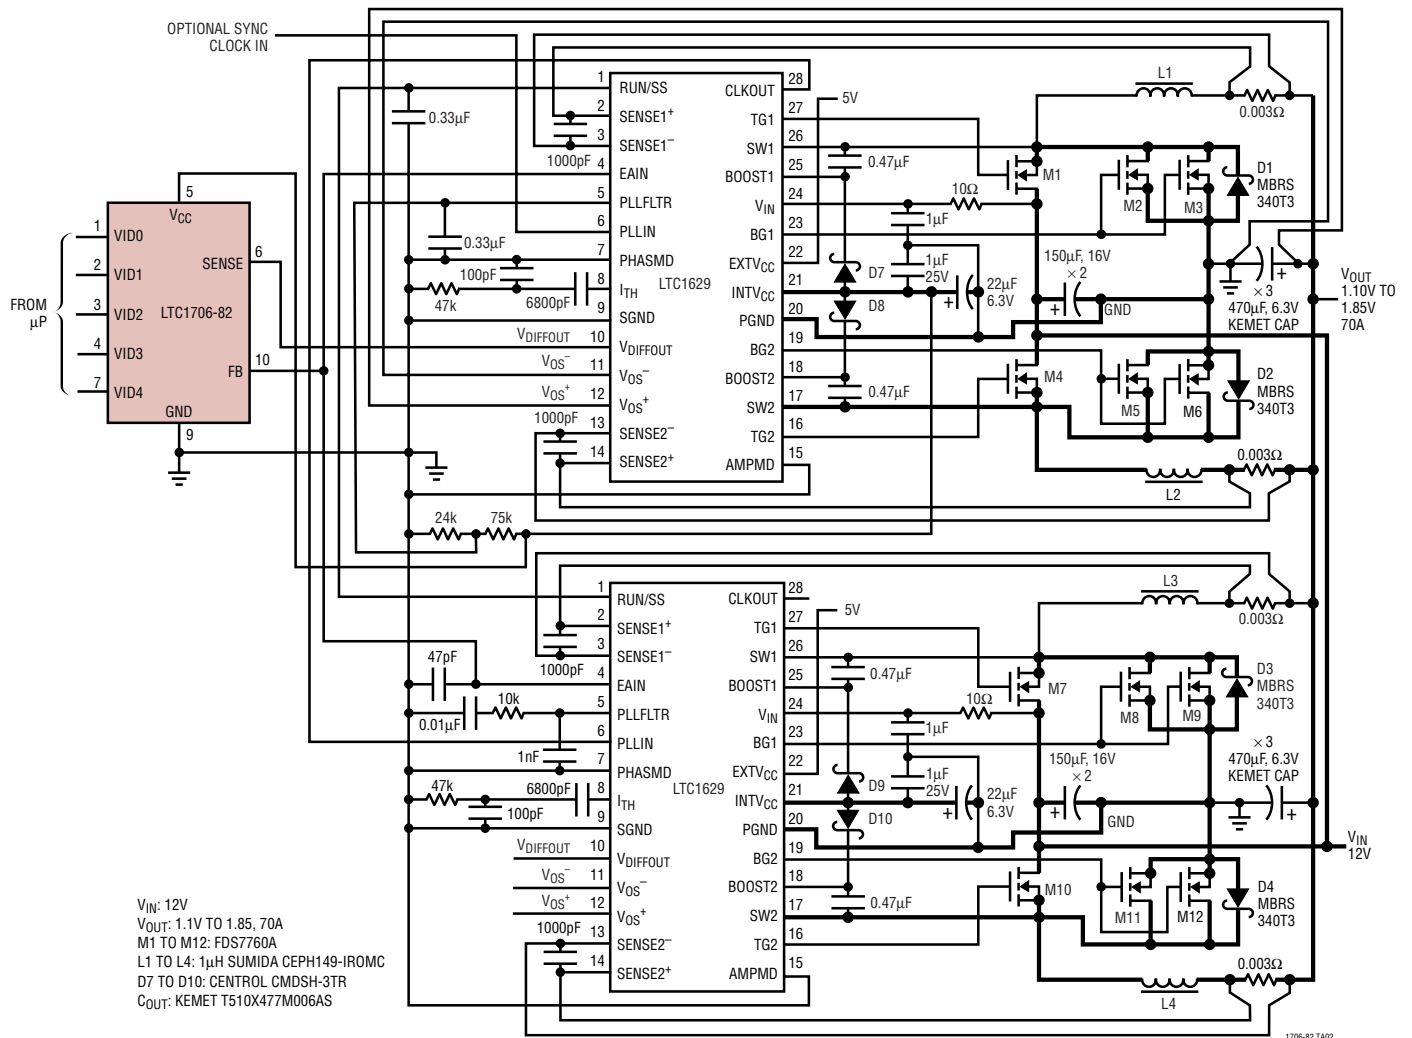 OPTIONAL SYNC
CLOCK IN
FROM
µP
1
VID0
2
VID1
3
VID2
4
VID3
7
VID4
5
VCC
6
SENSE
LTC1706-82
10
FB
GND
9
0.33µF
1000pF
0.33µF
100pF
47k
6800pF
VDIFFOUT
VOS−
VOS+
1000pF
24k
75k
1
RUN/SS
2
SENSE1+
3
SENSE1−
4
EAIN
5
PLLFLTR
6
PLLIN
7
PHASMD
8
ITH
9
SGND
10
VDIFFOUT
11
VOS−
12
VOS+
13
SENSE2−
14
SENSE2+
LTC1629
28
CLKOUT
27
TG1
26
SW1
25
BOOST1
24
VIN
23
BG1
22
EXTVCC
21
INTVCC
20
PGND
19
BG2
18
BOOST2
17
SW2
16
TG2
15
AMPMD
5V
0.47µF
10Ω
1µF
1µF
25V
D7
D8
22µF
6.3V
0.47µF
M1
M2
M3
D1
MBRS
340T3
L1
0.003Ω
150µF, 16V
× 2
GND
× 3
470µF, 6.3V
KEMET CAP
VOUT
1.10V TO
1.85V
70A
M4
M5
M6
D2
MBRS
340T3
0.003Ω
L2
47pF
10k
0.01µF
1nF
47k
6800pF
100pF
VDIFFOUT
VOS−
VOS+
1000pF
1000pF
1
RUN/SS
2
SENSE1+
3
SENSE1−
4
EAIN
5
PLLFLTR
6
PLLIN
7
PHASMD
8
ITH
9
SGND
10
VDIFFOUT
11
VOS−
12
VOS+
13
SENSE2−
14
SENSE2+
LTC1629
28
CLKOUT
27
TG1
26
SW1
25
BOOST1
24
VIN
23
BG1
22
EXTVCC
21
INTVCC
20
PGND
19
BG2
18
BOOST2
17
SW2
16
TG2
15
AMPMD
5V
0.47µF
10Ω
1µF
1µF
25V
D9
D10
22µF
6.3V
0.47µF
L3
0.003Ω
M7
M8
M9
D3
MBRS
340T3
150µF, 16V
× 2
GND
× 3
470µF, 6.3V
KEMET CAP
VIN
12V
M10
M11
M12
D4
MBRS
340T3
0.003Ω
L4
VIN: 12V
VOUT: 1.1V TO 1.85, 70A
M1 TO M12: FDS7760A
L1 TO L4: 1µH SUMIDA CEPH149-IROMC
D7 TO D10: CENTROL CMDSH-3TR
COUT: KEMET T510X477M006AS
1706-82 TA02